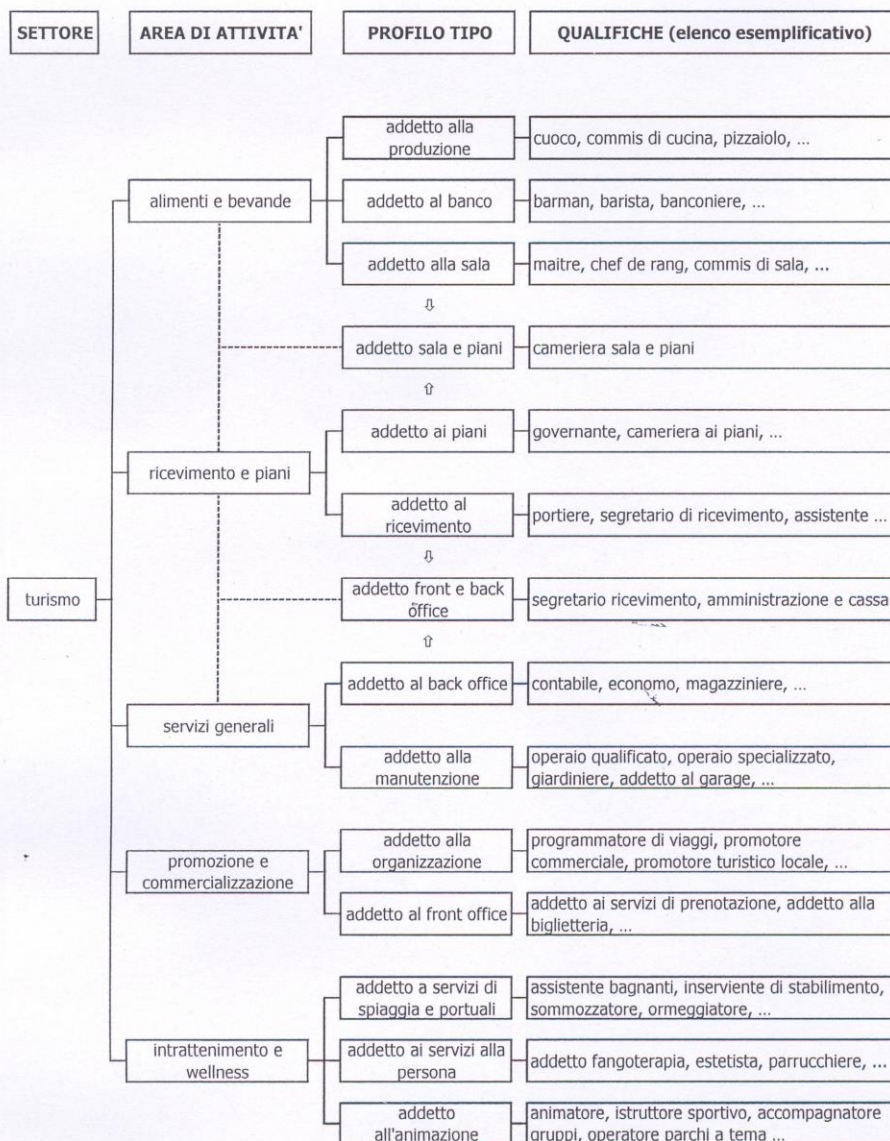 SETTORE
AREA DI ATTIVITA'
PROFILO TIPO
QUALIFICHE (elenco esemplificativo)
addetto alla
produzione
cuoco, commis di cucina, pizzaiolo, ...
alimenti e bevande
addetto al banco
barman, barista, banconiere, ...
addetto alla sala
maitre, chef de rang, commis di sala, ...
addetto sala e piani
cameriera sala e piani
addetto ai piani
governante, cameriera ai piani, ...
ricevimento e piani
addetto al
ricevimento
portiere, segretario di ricevimento, assistente ...
turismo
addetto front e back
office
segretario ricevimento, amministrazione e cassa
addetto al back office
contabile, economo, magazziniere, ...
servizi generali
addetto alla
manutenzione
operaio qualificato, operaio specializzato,
giardiniere, addetto al garage, ...
addetto alla
organizzazione
programmatore di viaggi, promotore
commerciale, promotore turistico locale, ...
promozione e
commercializzazione
addetto al front office
addetto ai servizi di prenotazione, addetto alla
biglietteria, ...
addetto a servizi di
spiaggia e portuali
assistente bagnanti, inserviente di stabilimento,
sommozzatore, ormeggiatore, ...
intrattenimento e
wellness
addetto ai servizi alla
persona
addetto fangoterapia, estetista, parrucchiere, ...
addetto
all'animazione
animatore, istruttore sportivo, accompagnatore
gruppi, operatore parchi a tema ...